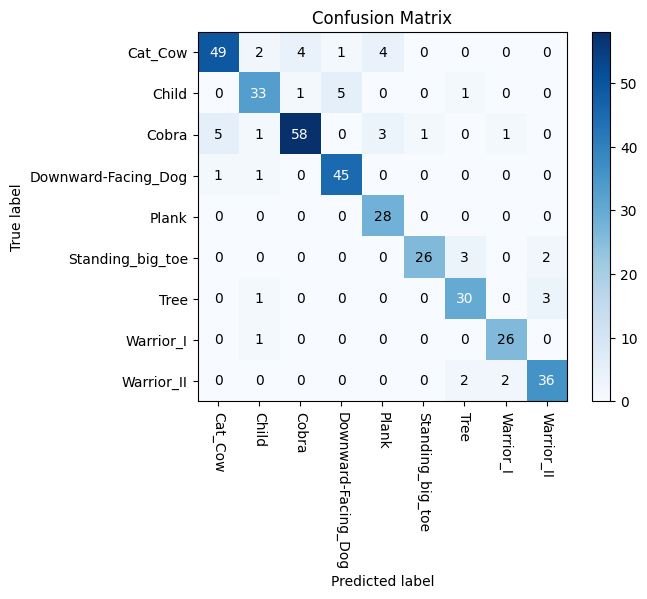 Confusion Matrix
True label
Cat_Cow 49 2 4 1 4 0 0 0 0
Child 0 33 1 5 0 0 1 0 0
Cobra 5 1 58 0 3 1 0 1 0
Downward-Facing_Dog 1 1 0 45 0 0 0 0 0
Plank 0 0 0 0 28 0 0 0 0
Standing_big_toe 0 0 0 0 0 26 3 0 2
Tree 0 1 0 0 0 0 30 0 3
Warrior_I 0 1 0 0 0 0 0 26 0
Warrior_II 0 0 0 0 0 0 2 2 36
Cat_Cow Child Cobra Downward-Facing_Dog Plank Standing_big_toe Tree Warrior_I Warrior_II
Predicted label
50
40
30
20
10
0